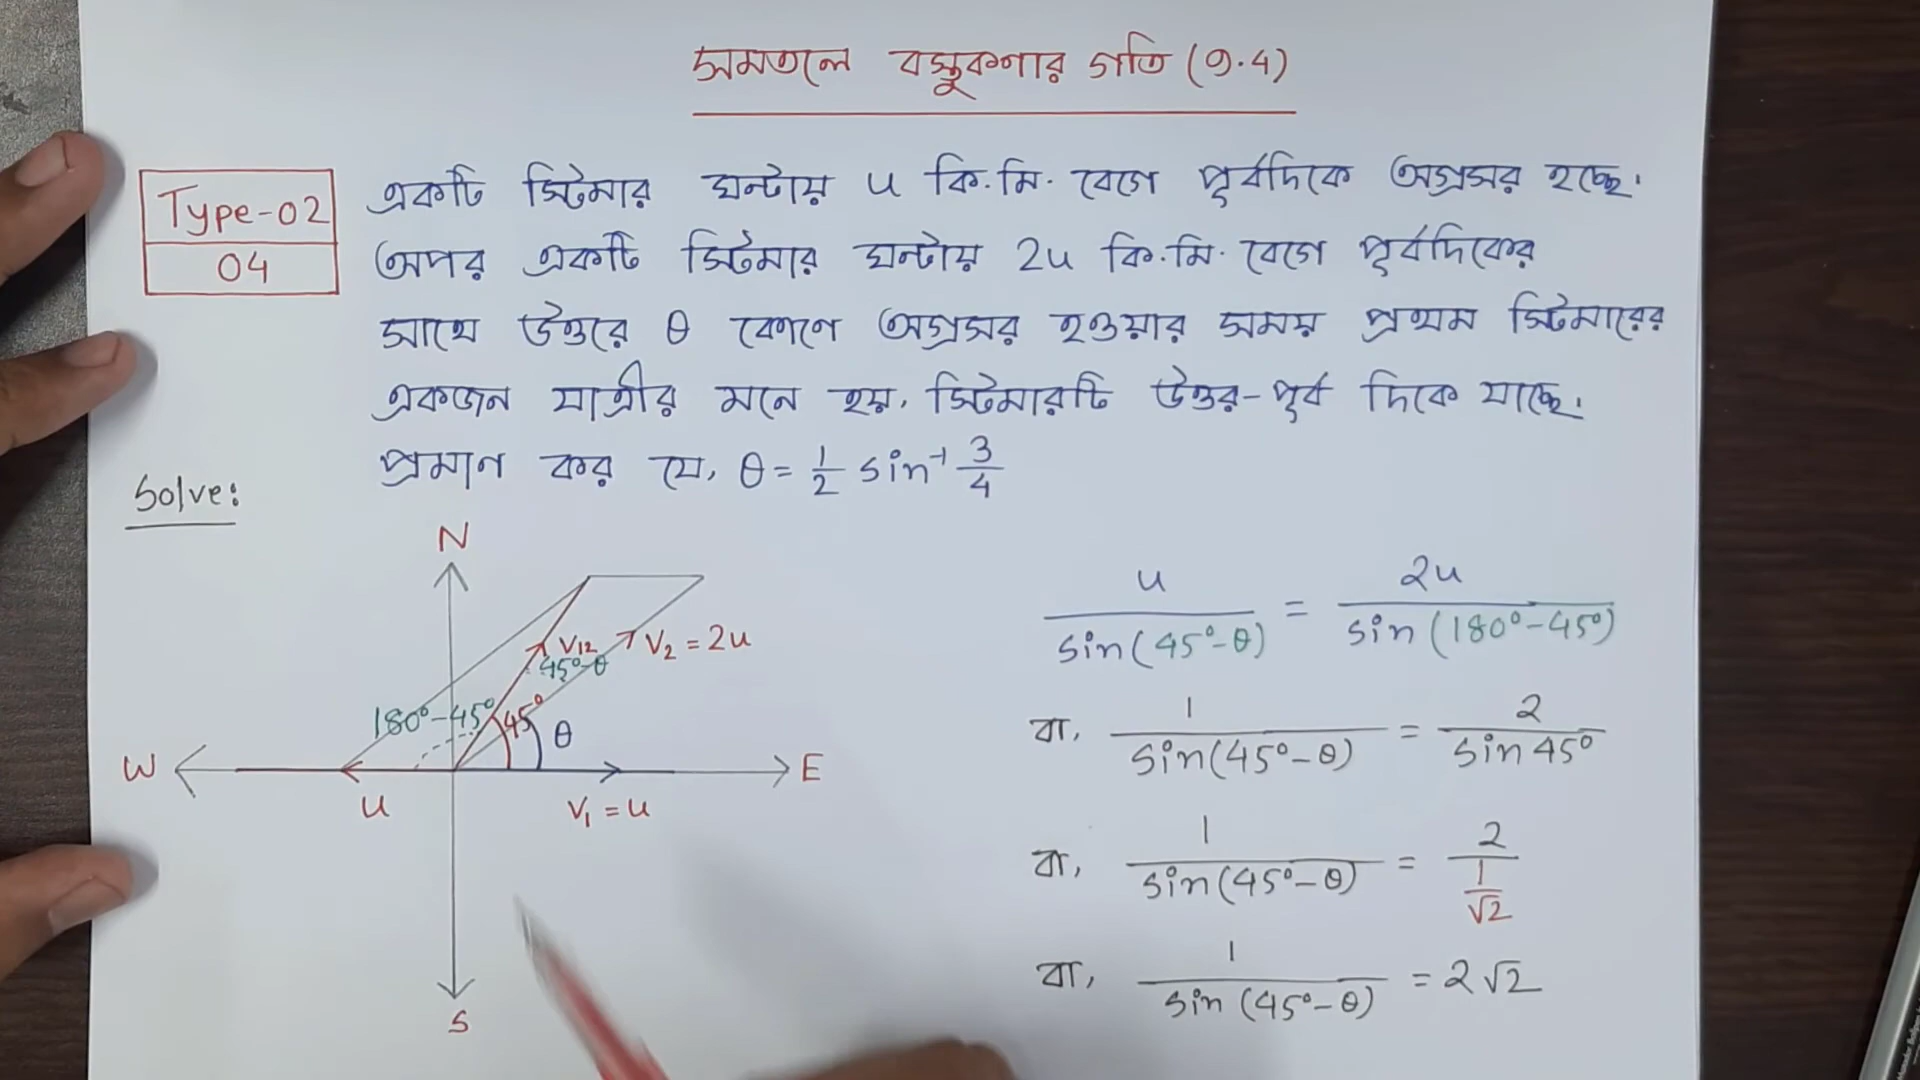 সমতলে বস্তুকণার গতি (৩.4)
Type-02
04
একটি স্টিমার ঘন্টায় u কি.মি. বেগে পূর্বদিকে অগ্রসর হচ্ছে.
অপর একটি স্টিমার ঘন্টায় 2u কি.মি. বেগে পূর্বদিকের
সাথে উত্তরে θ কোণে অগ্রসর হওয়ার সময় প্রথম স্টিমারের
একজন যাত্রীর মনে হয়, স্টিমারটি উত্তর-পূর্ব দিকে যাচ্ছে.
প্রমাণ কর যে, θ = 1/2 sin⁻¹ 3/4
Solve:
N
V₁₂
V₂ = 2u
45°-θ
180°-45°
45°
θ
W
E
u
V₁ = u
S
u/sin(45°-θ) = 2u/sin(180°-45°)
বা, 1/sin(45°-θ) = 2/sin 45°
বা, 1/sin(45°-θ) = 2/(1/√2)
বা, 1/sin(45°-θ) = 2√2